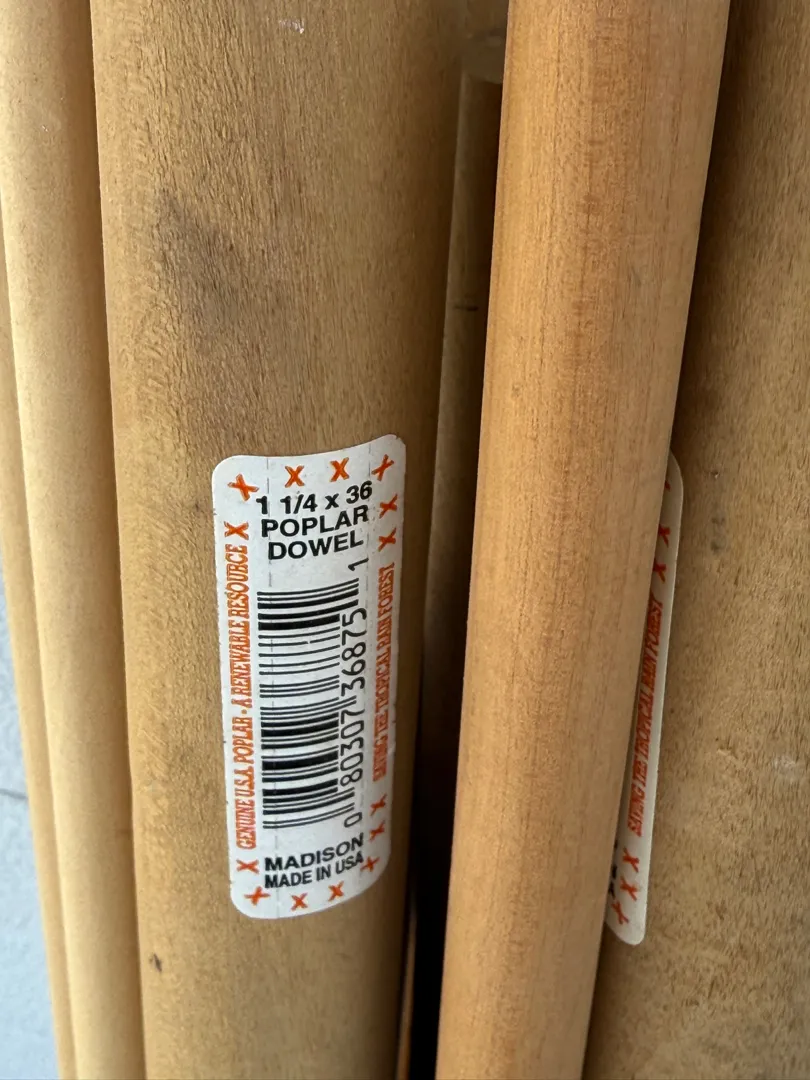 X X X X
1 1/4 x 36 X
POPLAR X
DOWEL X
GENUINE U.S.A. POPLAR - A RENEWABLE RESOURCE X
SAVING THE TROPICAL RAIN FOREST
0 80307 36875 1
X MADISON X
MADE IN USA X
X X X X
X
X
SAVING THE TROPICAL RAIN FOREST
X
X
X